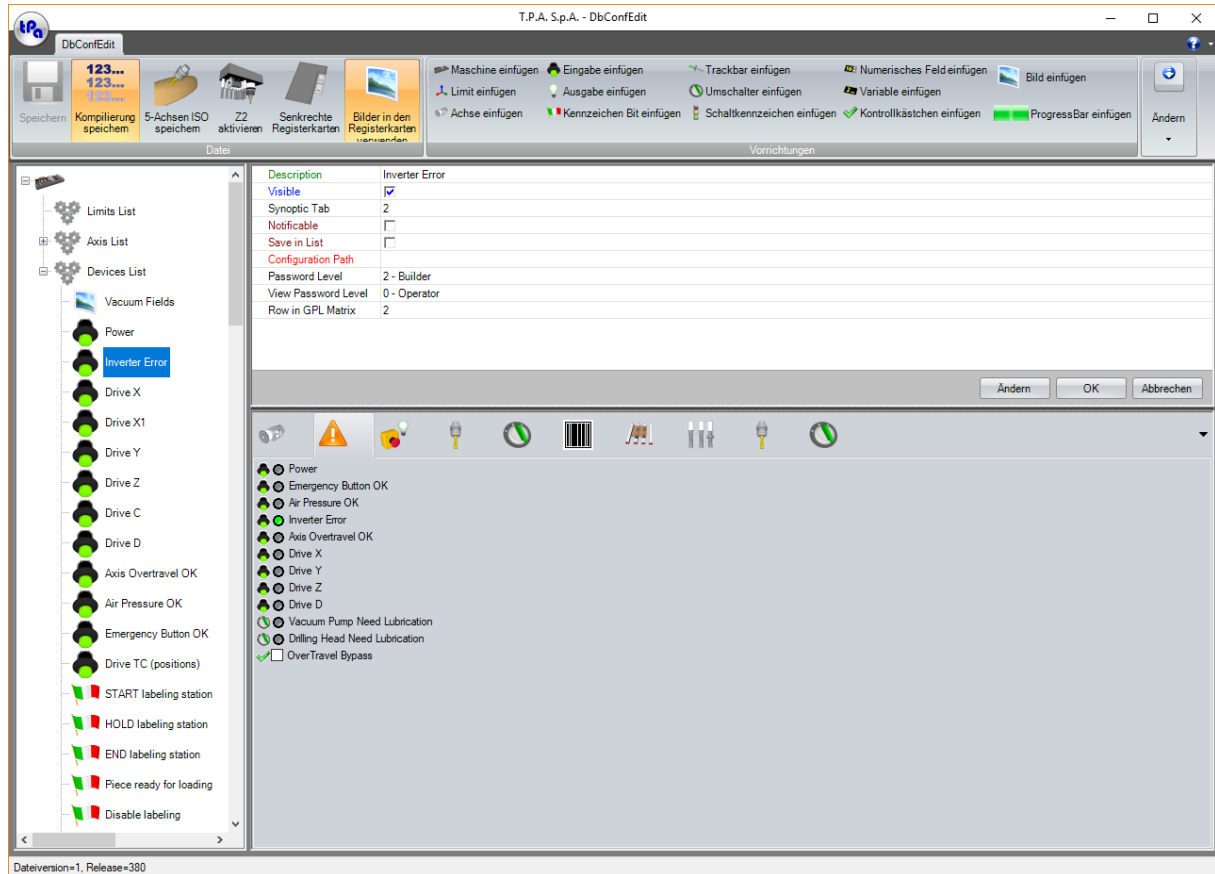 T.P.A. S.p.A. - DbConfEdit
tpa
DbConfEdit
Speichern
123...
123...
123...
Kompilierung speichern
5-Achsen ISO speichern
Z2 aktivieren
Senkrechte Registerkarten
Bilder in den Registerkarten verwenden
Datei
Maschine einfügen
Limit einfügen
Achse einfügen
Eingabe einfügen
Ausgabe einfügen
Kennzeichen Bit einfügen
Trackbar einfügen
Umschalter einfügen
Schaltkennzeichen einfügen
Numerisches Feld einfügen
Variable einfügen
Kontrollkästchen einfügen
Bild einfügen
ProgressBar einfügen
Vorrichtungen
Ändern
Limits List
Axis List
Devices List
Vacuum Fields
Power
Inverter Error
Drive X
Drive X1
Drive Y
Drive Z
Drive C
Drive D
Axis Overtravel OK
Air Pressure OK
Emergency Button OK
Drive TC (positions)
START labeling station
HOLD labeling station
END labeling station
Piece ready for loading
Disable labeling
Description Inverter Error
Visible
Synoptic Tab 2
Notificable
Save in List
Configuration Path
Password Level 2 - Builder
View Password Level 0 - Operator
Row in GPL Matrix 2
Ändern OK Abbrechen
Power
Emergency Button OK
Air Pressure OK
Inverter Error
Axis Overtravel OK
Drive X
Drive Y
Drive Z
Drive D
Vacuum Pump Need Lubrication
Drilling Head Need Lubrication
OverTravel Bypass
Dateiversion=1, Release=380